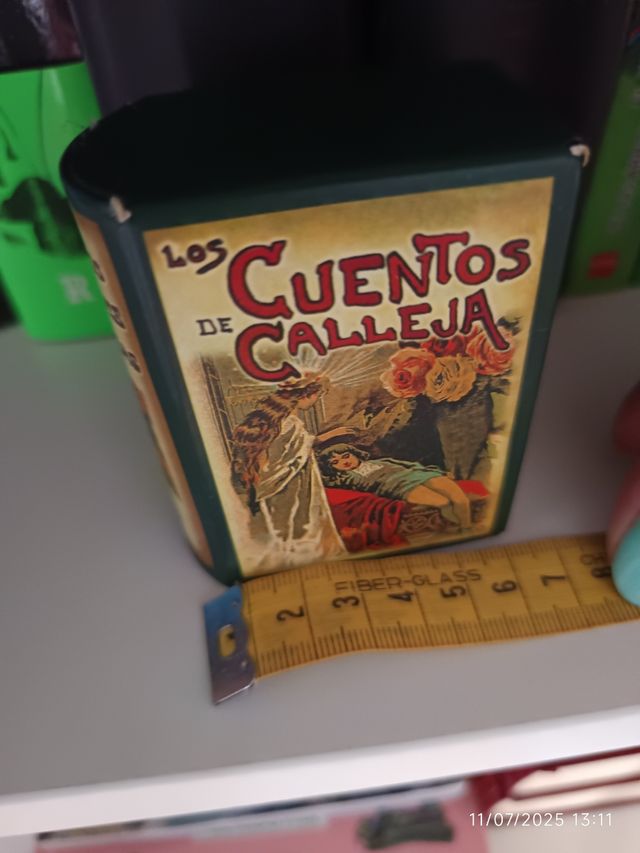 LOS CUENTOS
DE CALLEJA
FIBER-GLASS
2 3 4 5 6 7 8
R
11/07/2025 13:11